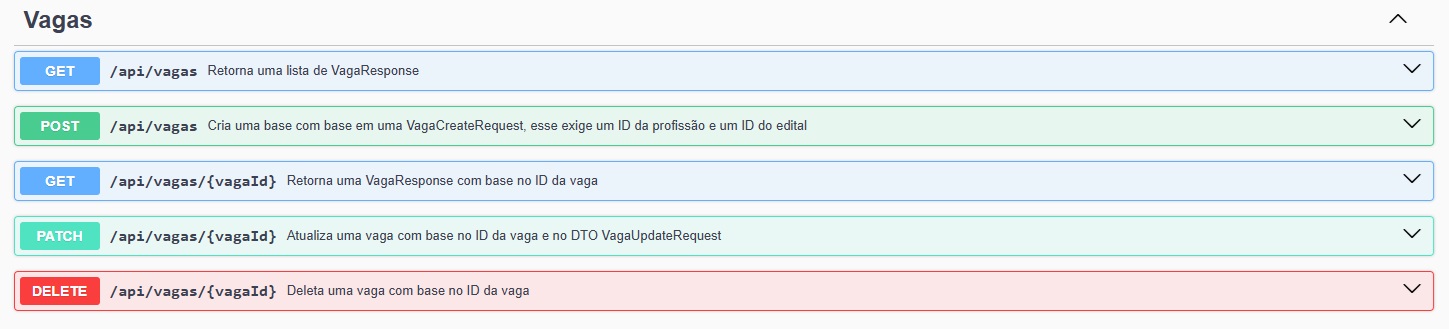 Vagas
GET /api/vagas Retorna uma lista de VagaResponse
POST /api/vagas Cria uma base com base em uma VagaCreateRequest, esse exige um ID da profissão e um ID do edital
GET /api/vagas/{vagaId} Retorna uma VagaResponse com base no ID da vaga
PATCH /api/vagas/{vagaId} Atualiza uma vaga com base no ID da vaga e no DTO VagaUpdateRequest
DELETE /api/vagas/{vagaId} Deleta uma vaga com base no ID da vaga